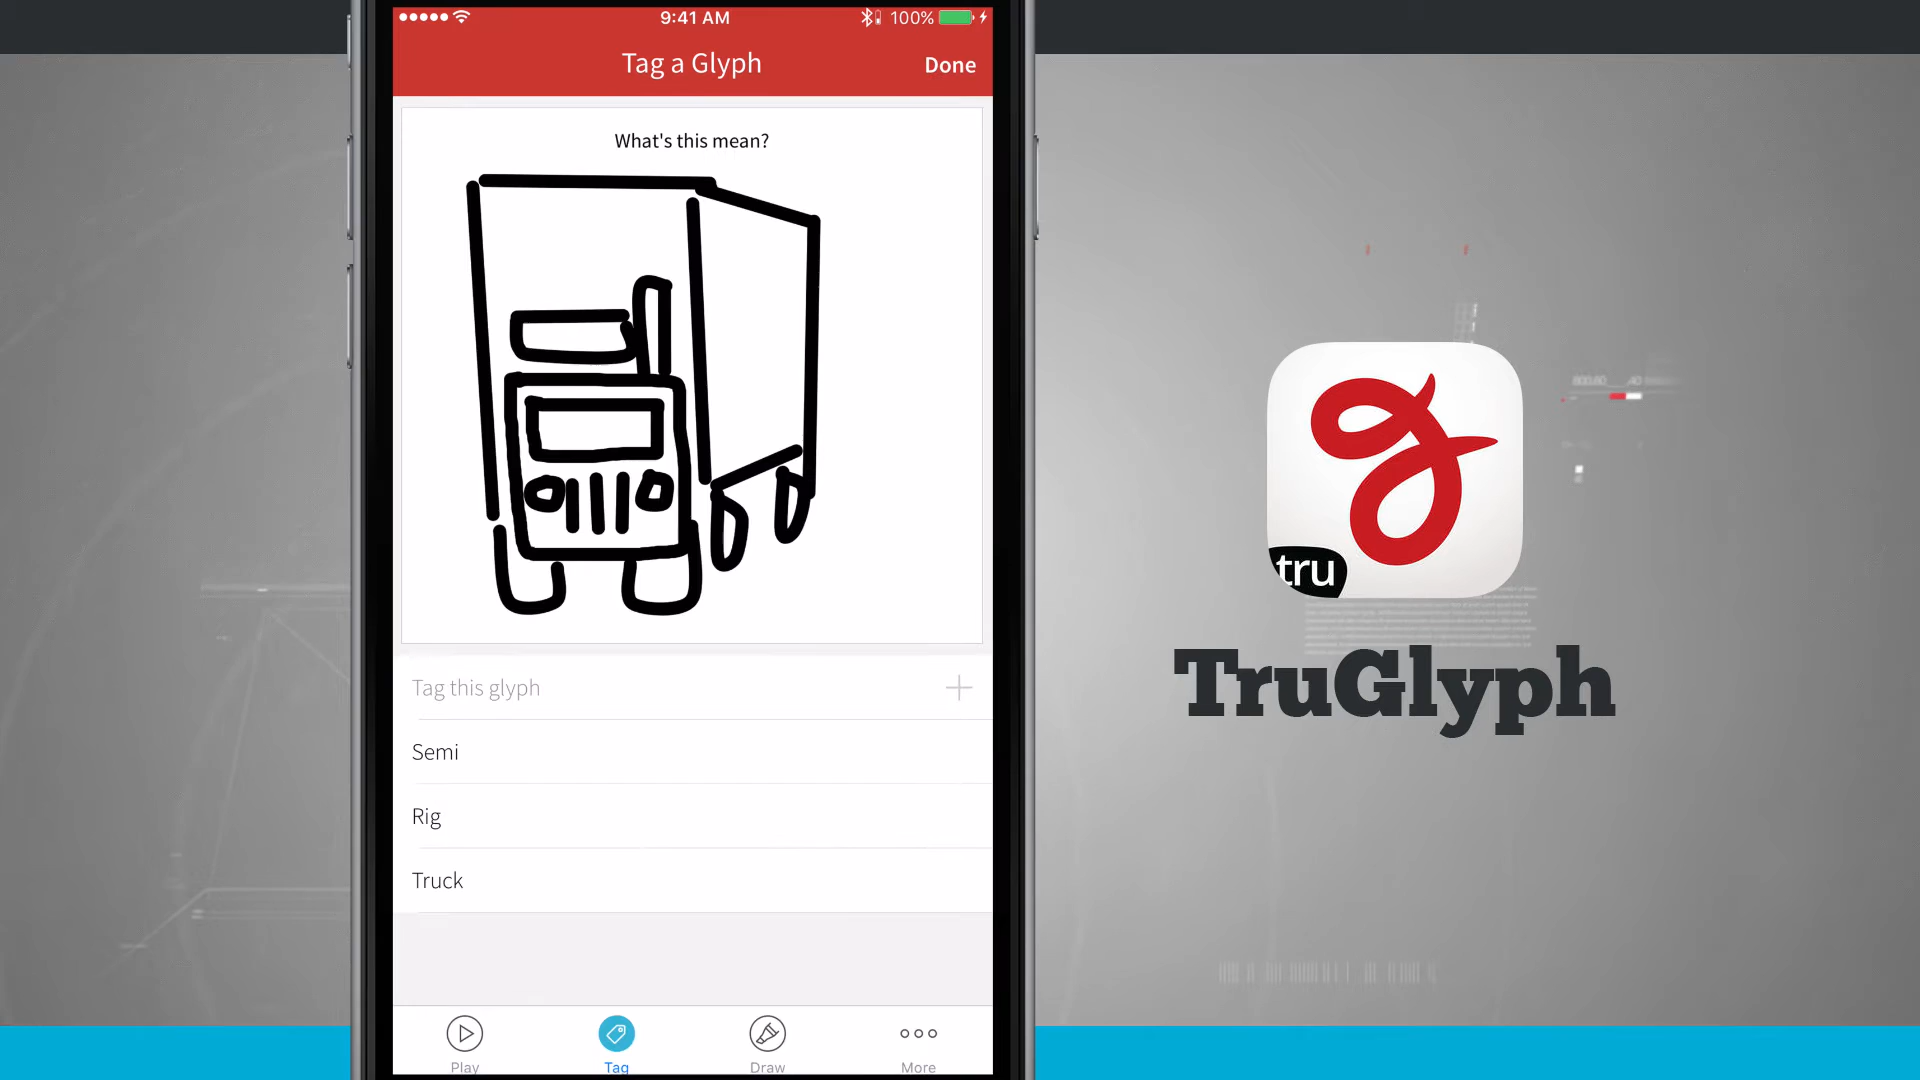 9:41 AM
100%
Tag a Glyph
Done
What's this mean?
Tag this glyph
Semi
Rig
Truck
Play
Tag
Draw
More
tru
TruGlyph